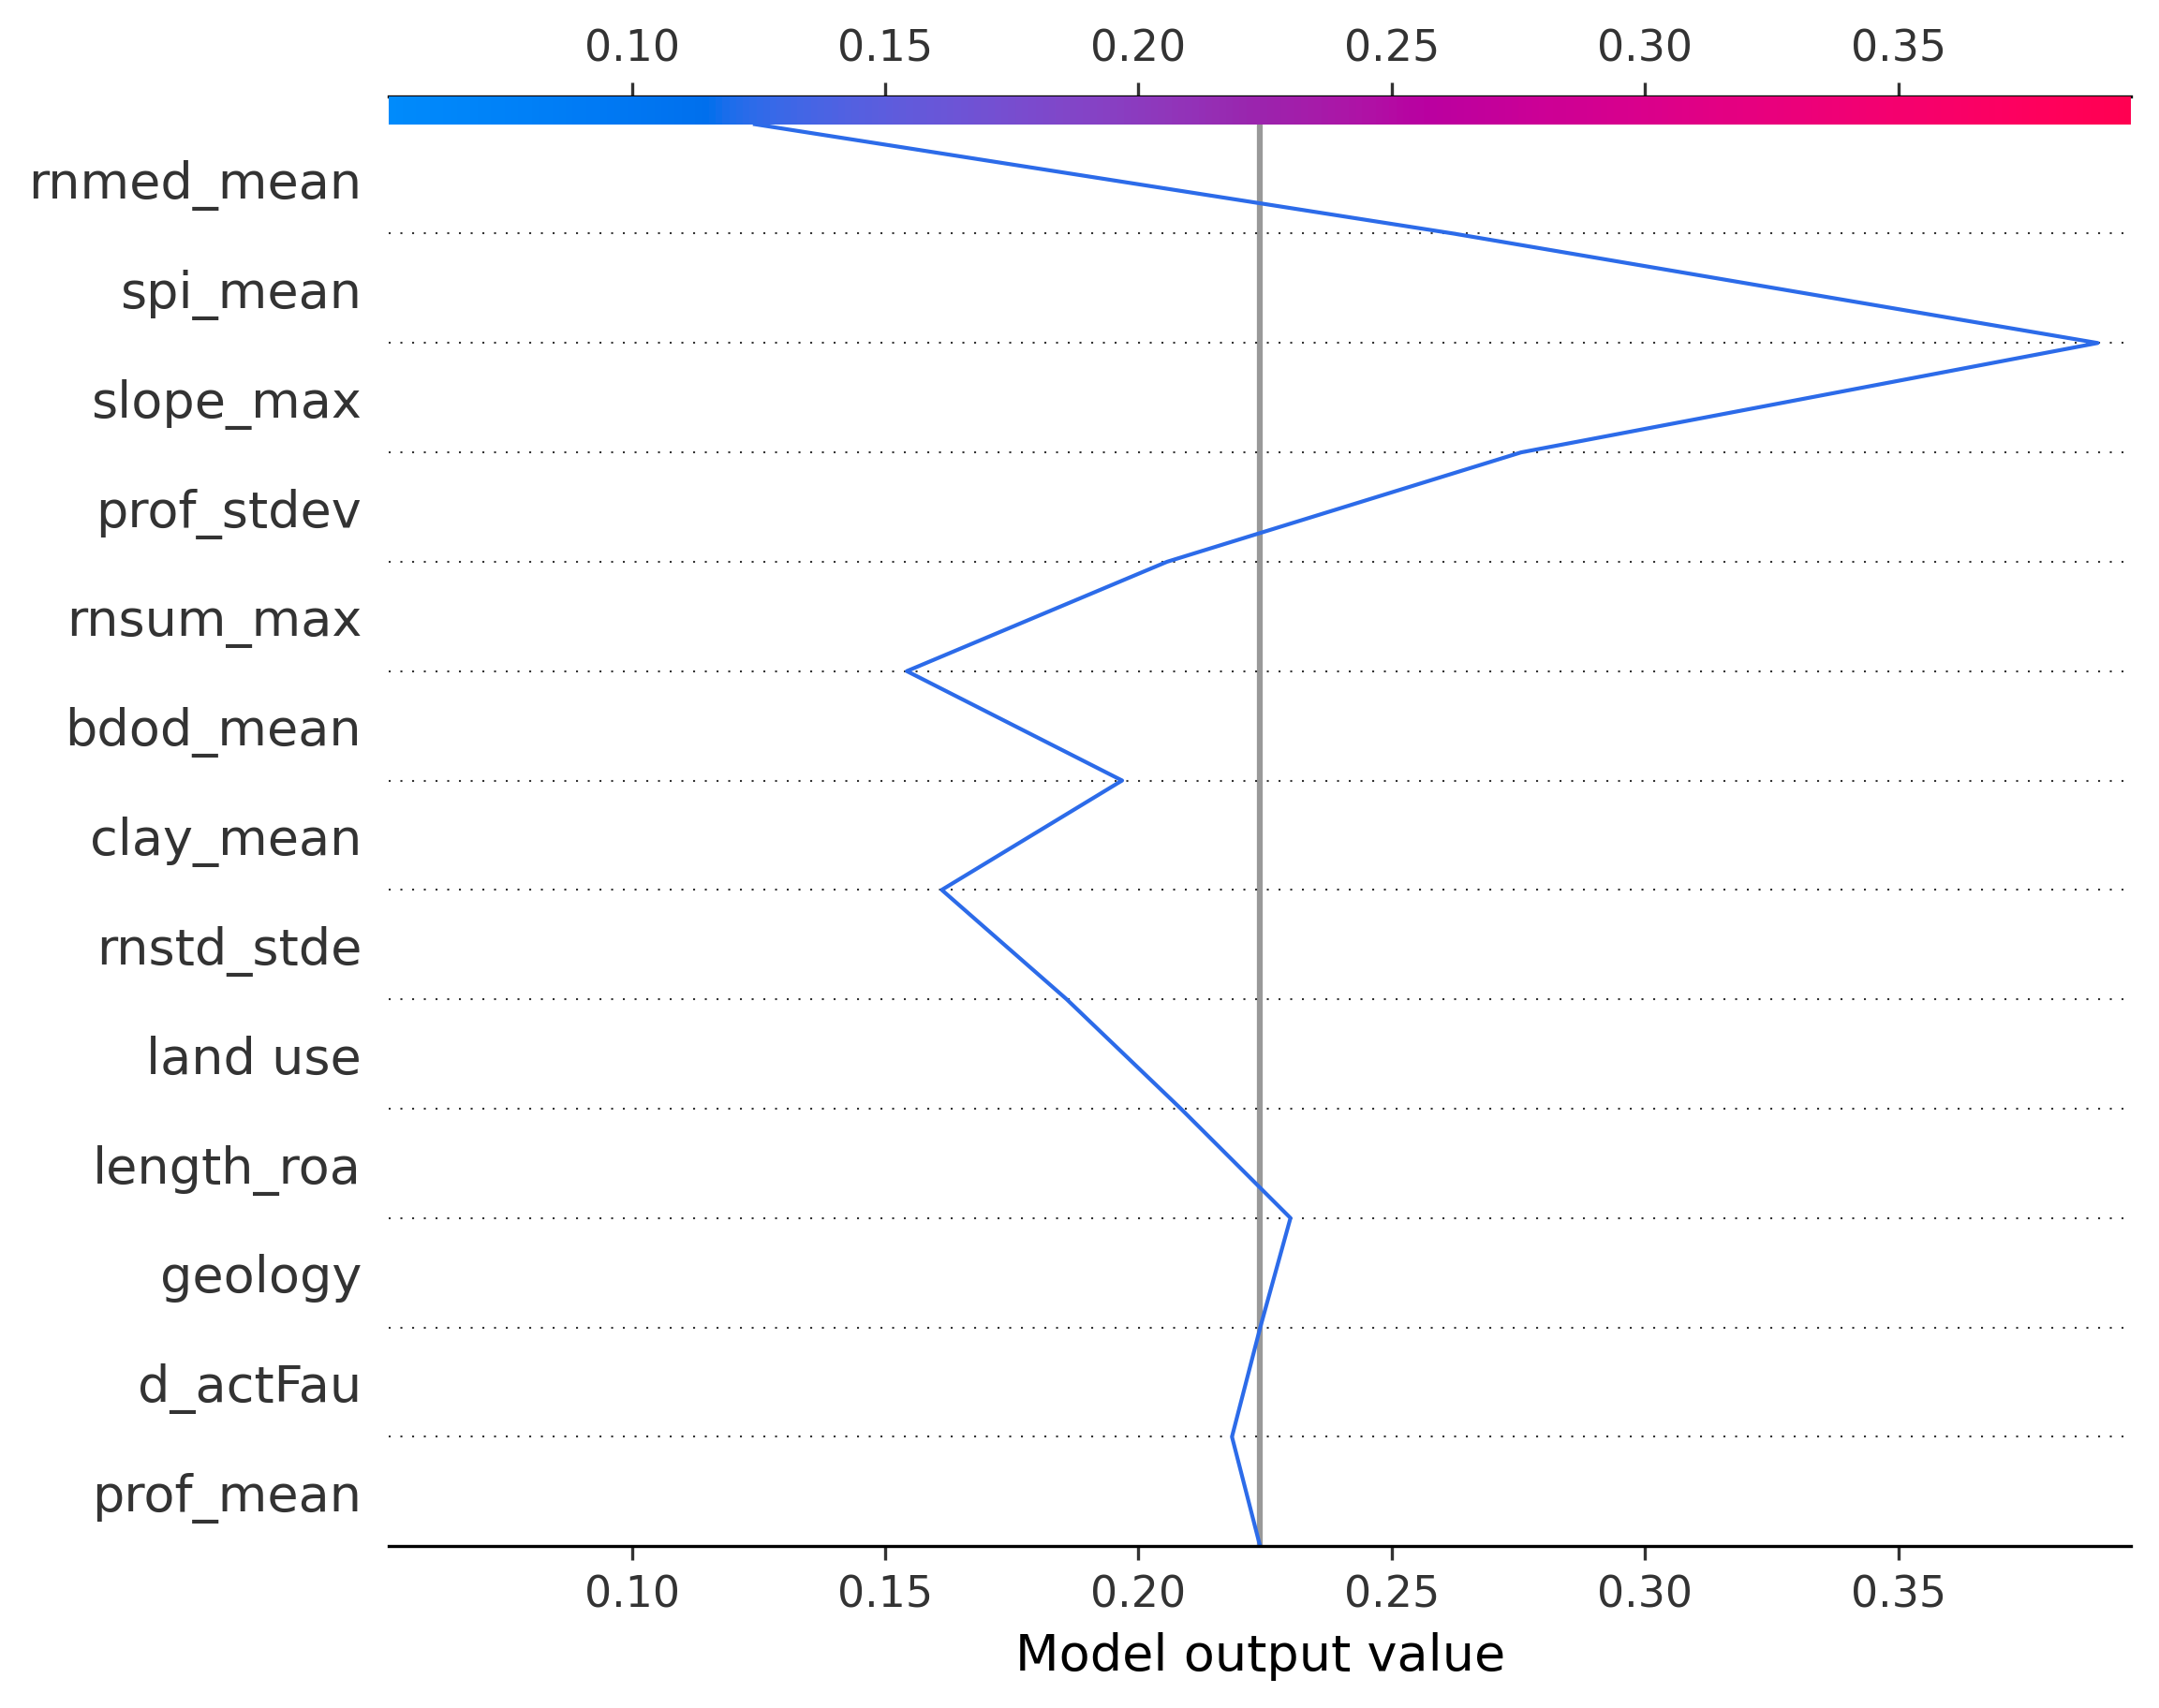 0.10 0.15 0.20 0.25 0.30 0.35
rnmed_mean
spi_mean
slope_max
prof_stdev
rnsum_max
bdod_mean
clay_mean
rnstd_stde
land use
length_roa
geology
d_actFau
prof_mean
0.10 0.15 0.20 0.25 0.30 0.35
Model output value